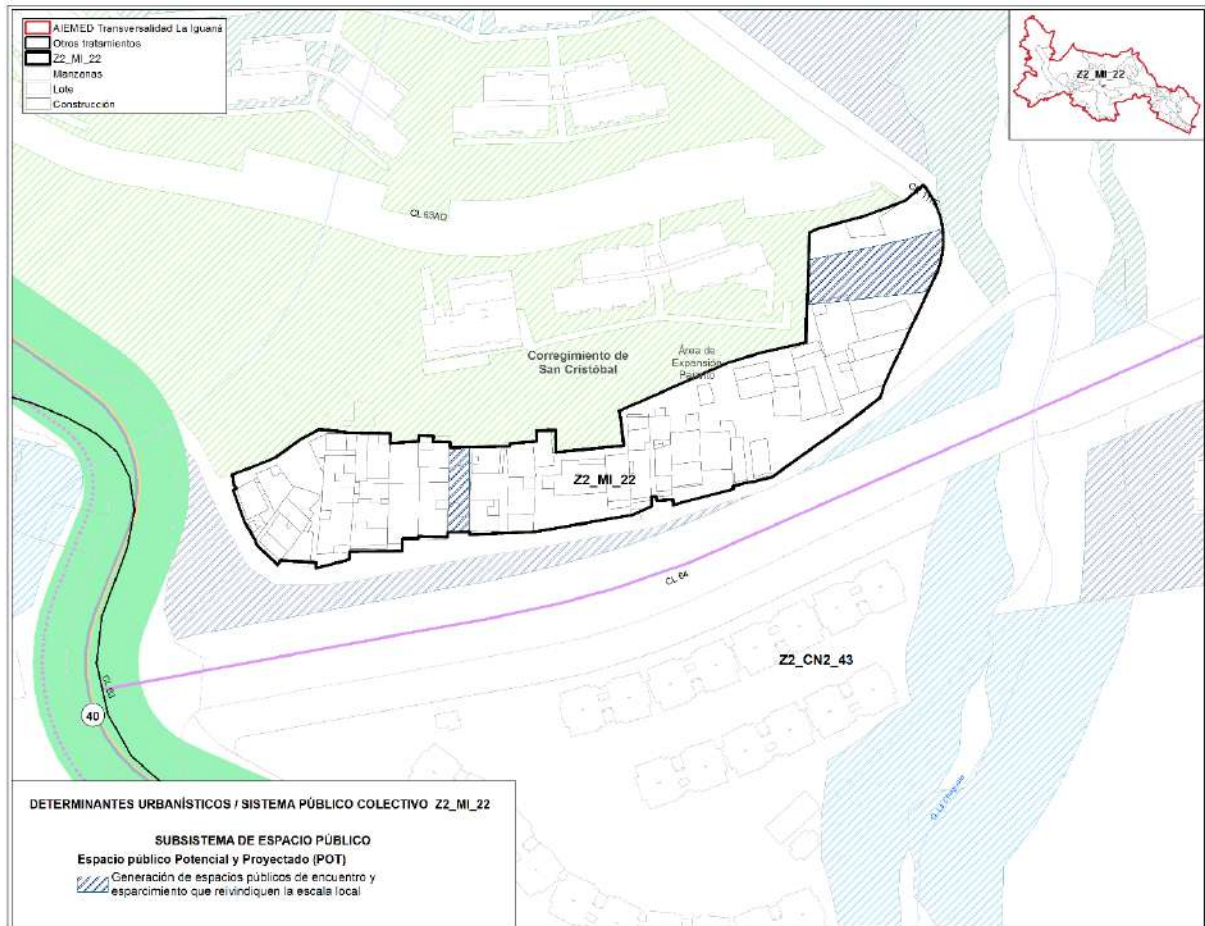 AIEMED Transversalidad La Iguaná
Otros tratamientos
Z2_MI_22
Manzanas
Lote
Construcción
Z2_MI_22
CL 63AD
Corregimiento de
San Cristóbal
Área de
Expansión
Pajarito
Z2_MI_22
CL 64
Z2_CN2_43
40
DETERMINANTES URBANÍSTICOS / SISTEMA PÚBLICO COLECTIVO Z2_MI_22
SUBSISTEMA DE ESPACIO PÚBLICO
Espacio público Potencial y Proyectado (POT)
Generación de espacios públicos de encuentro y
esparcimiento que reivindiquen la escala local